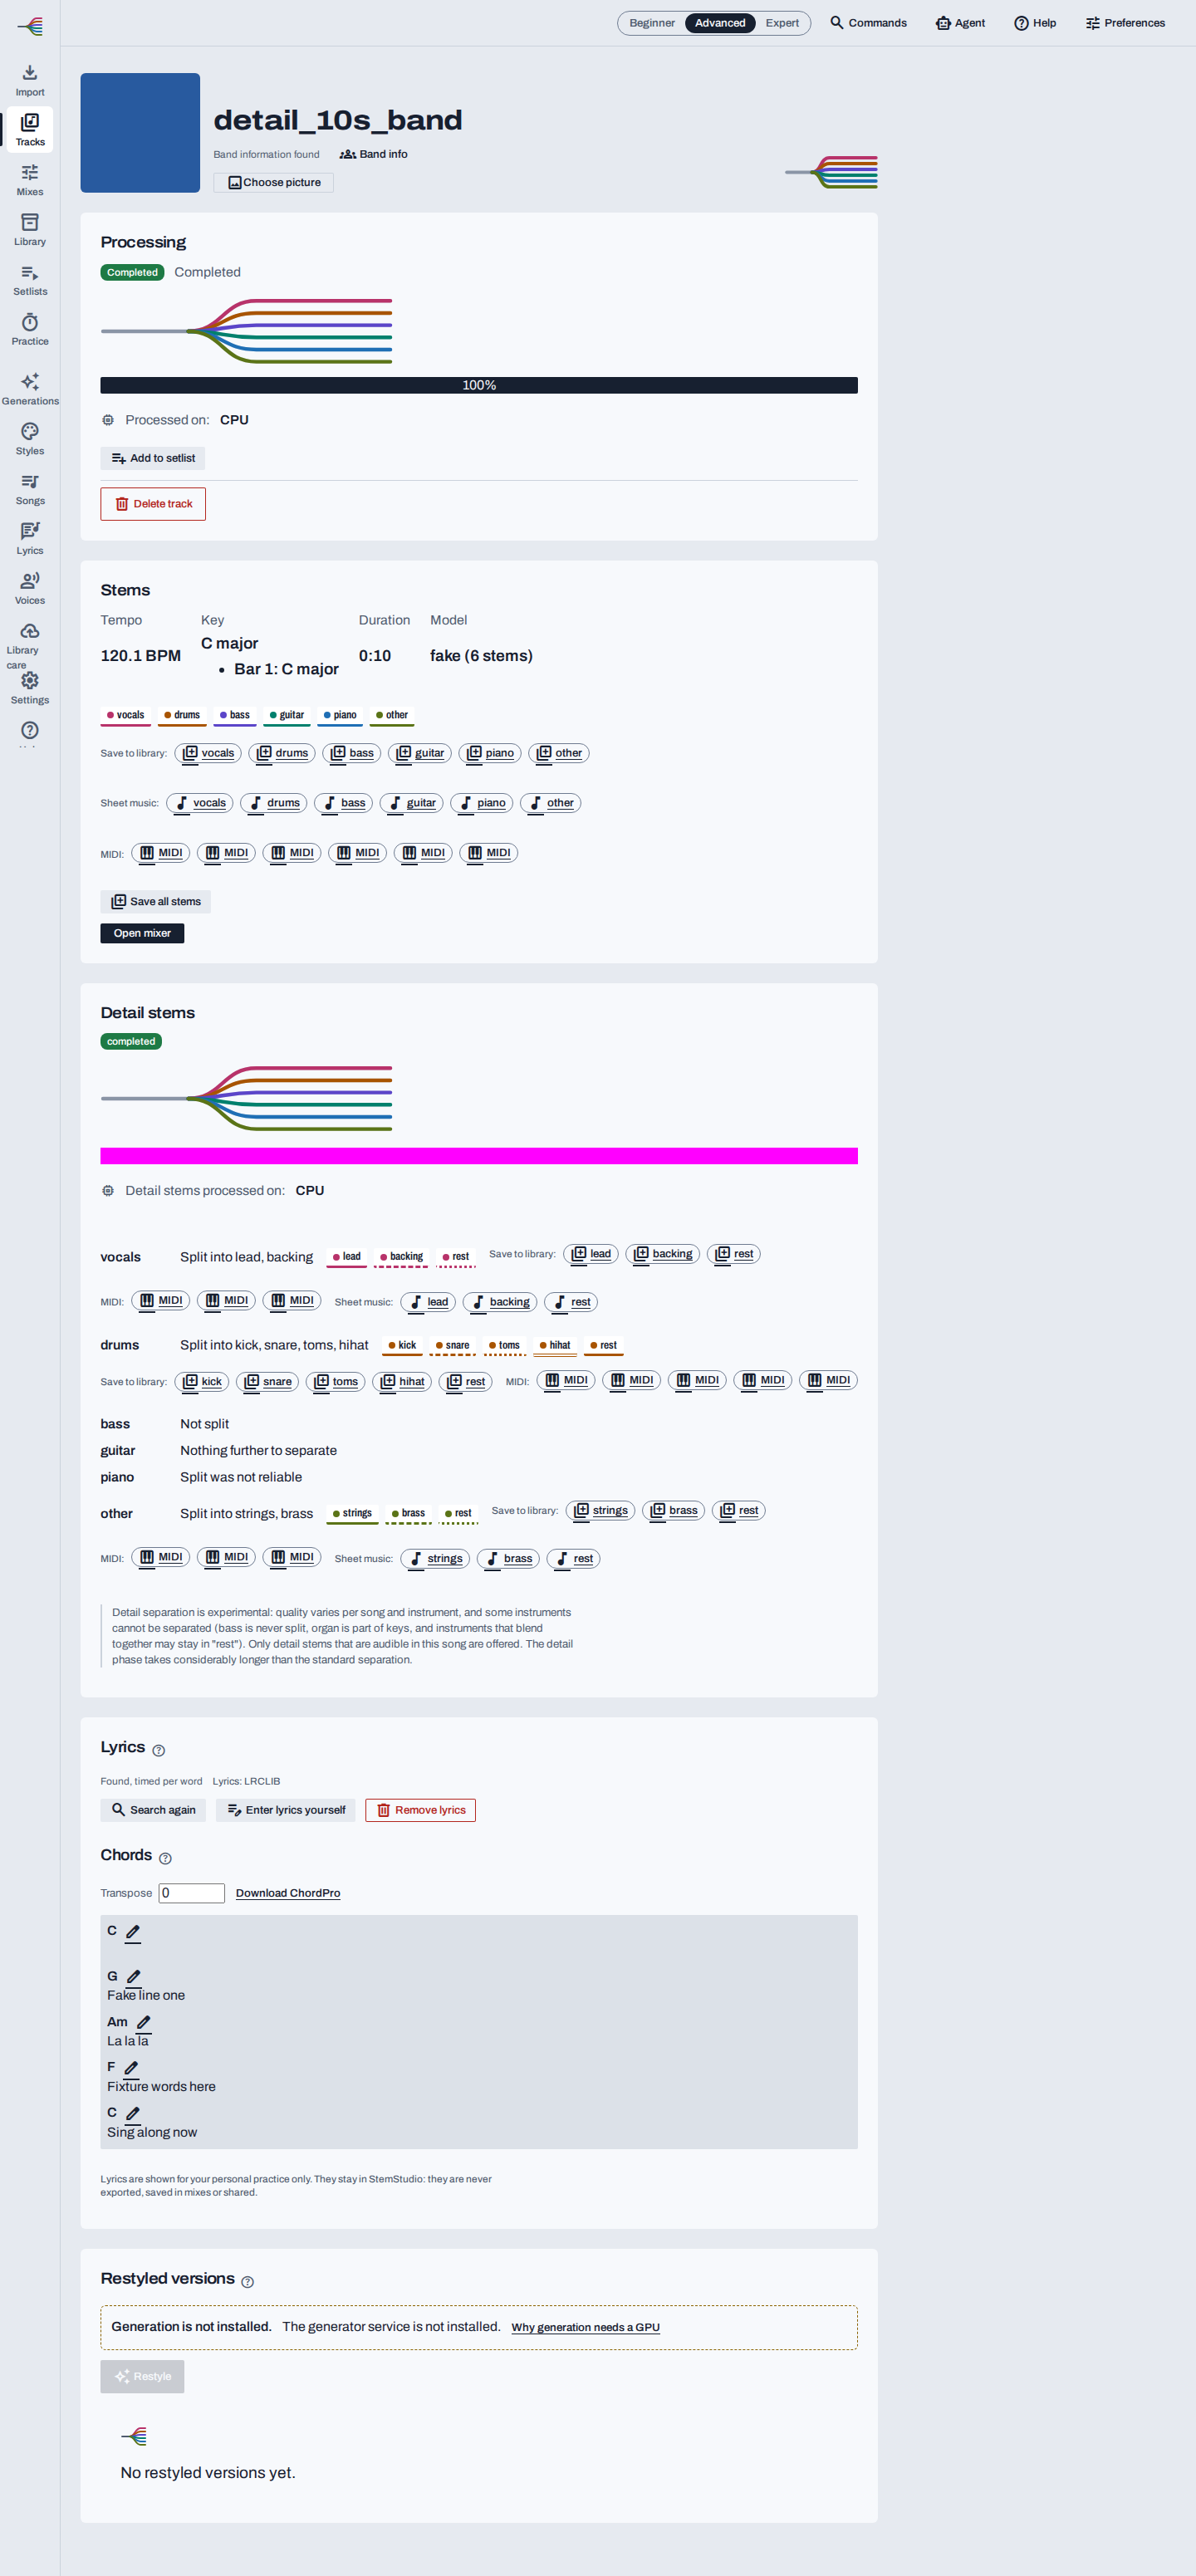 Beginner Advanced Expert Commands Agent Help Preferences
Import
Tracks
Mixes
Library
Setlists
Practice
Generations
Styles
Songs
Lyrics
Voices
Library
care
Settings
detail_10s_band
Band information found Band info
Choose picture
Processing
Completed Completed
100%
Processed on: CPU
Add to setlist
Delete track
Stems
Tempo Key Duration Model
120.1 BPM C major 0:10 fake (6 stems)
• Bar 1: C major
vocals drums bass guitar piano other
Save to library: vocals drums bass guitar piano other
Sheet music: vocals drums bass guitar piano other
MIDI: MIDI MIDI MIDI MIDI MIDI MIDI
Save all stems
Open mixer
Detail stems
completed
Detail stems processed on: CPU
vocals Split into lead, backing lead backing rest Save to library: lead backing rest
MIDI: MIDI MIDI MIDI Sheet music: lead backing rest
drums Split into kick, snare, toms, hihat kick snare toms hihat rest
Save to library: kick snare toms hihat rest MIDI: MIDI MIDI MIDI MIDI MIDI
bass Not split
guitar Nothing further to separate
piano Split was not reliable
other Split into strings, brass strings brass rest Save to library: strings brass rest
MIDI: MIDI MIDI MIDI Sheet music: strings brass rest
Detail separation is experimental: quality varies per song and instrument, and some instruments
cannot be separated (bass is never split, organ is part of keys, and instruments that blend
together may stay in "rest"). Only detail stems that are audible in this song are offered. The detail
phase takes considerably longer than the standard separation.
Lyrics
Found, timed per word Lyrics: LRCLIB
Search again Enter lyrics yourself Remove lyrics
Chords
Transpose 0 Download ChordPro
C
G
Fake line one
Am
La la la
F
Fixture words here
C
Sing along now
Lyrics are shown for your personal practice only. They stay in StemStudio: they are never
exported, saved in mixes or shared.
Restyled versions
Generation is not installed. The generator service is not installed. Why generation needs a GPU
Restyle
No restyled versions yet.